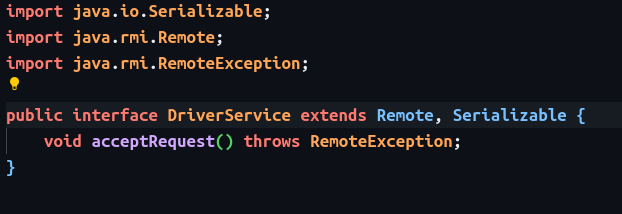 import java.io.Serializable;
import java.rmi.Remote;
import java.rmi.RemoteException;
public interface DriverService extends Remote, Serializable {
    void acceptRequest() throws RemoteException;
}